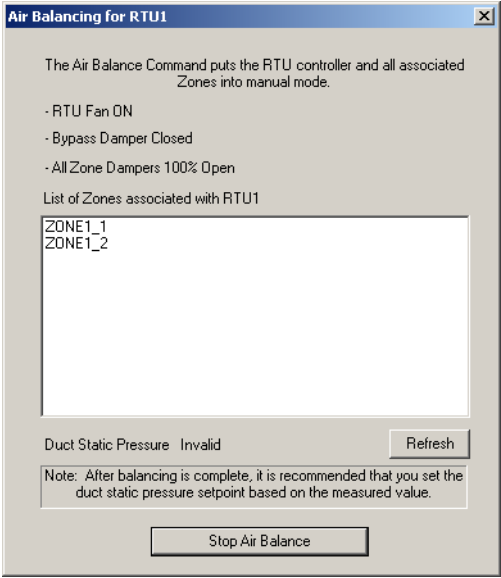 Air Balancing for RTU1
The Air Balance Command puts the RTU controller and all associated
Zones into manual mode.
- RTU Fan ON
- Bypass Damper Closed
- All Zone Dampers 100% Open
List of Zones associated with RTU1
ZONE1_1
ZONE1_2
Duct Static Pressure   Invalid
Refresh
Note:  After balancing is complete, it is recommended that you set the
duct static pressure setpoint based on the measured value.
Stop Air Balance